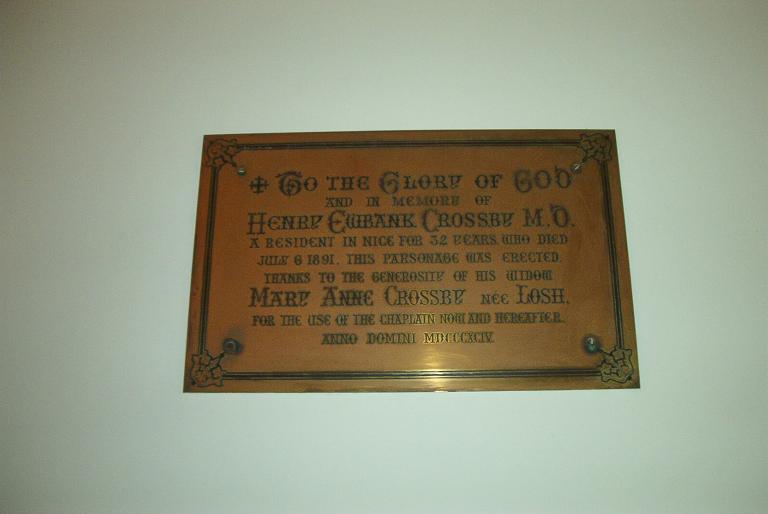 ✠ To the Glory of God
and in memory of
Henry Ewbank Crossby M.D.
a resident in Nice for 32 years, who died
July 6 1891, this parsonage was erected,
thanks to the generosity of his widow
Mary Anne Crossby née Losh,
for the use of the chaplain now and hereafter.
Anno Domini MDCCCXCIV.